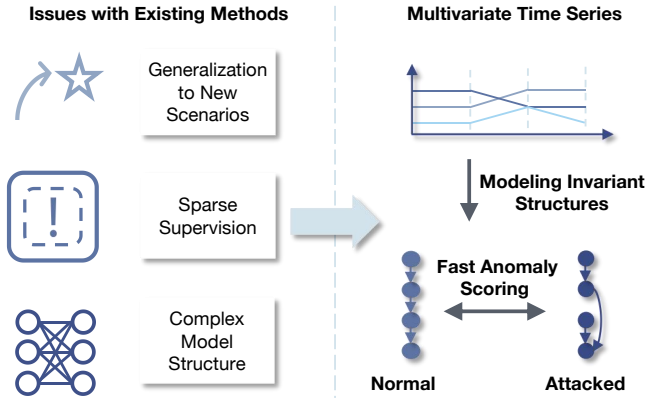 Issues with Existing Methods
Generalization
to New
Scenarios
!
Sparse
Supervision
Complex
Model
Structure
Multivariate Time Series
Modeling Invariant
Structures
Fast Anomaly
Scoring
Normal
Attacked